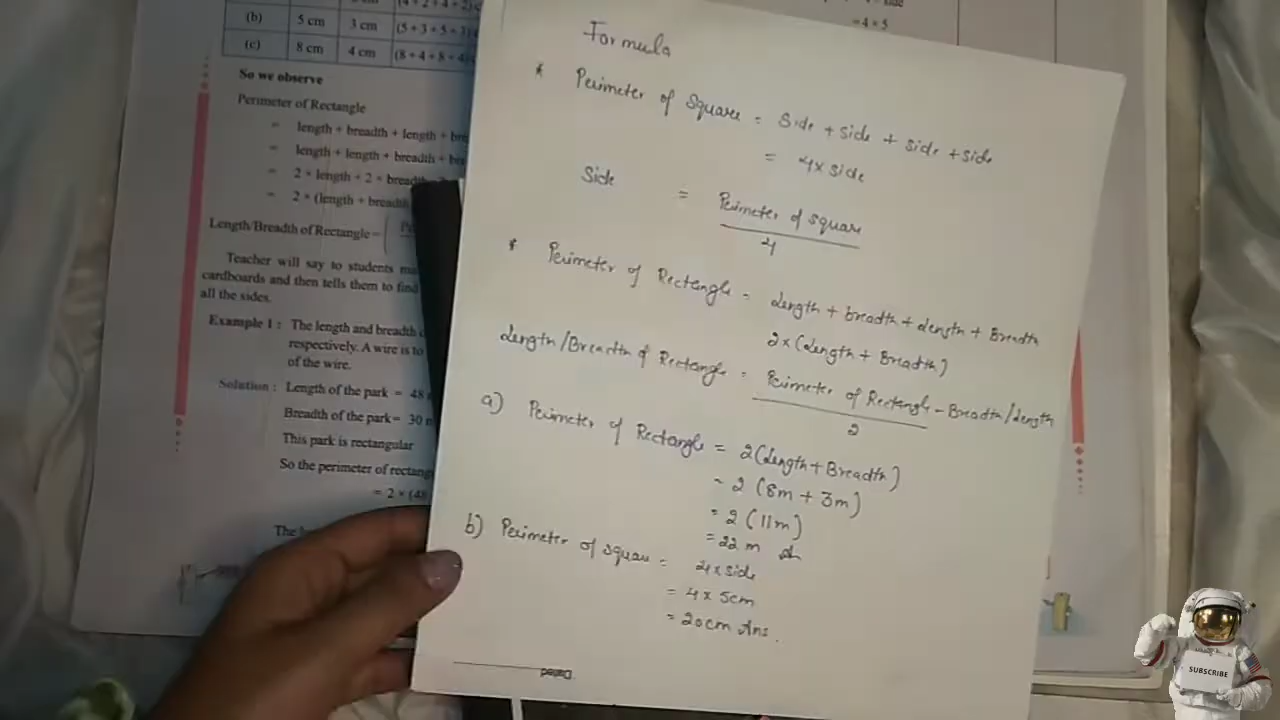 (b) 5 cm 3 cm (5 + 3 + 5 + 3)
(c) 8 cm 4 cm (8 + 4 + 8 + 4)
= 4 × 5
So we observe
Perimeter of Rectangle
= length + breadth + length +
= length + length + breadth +
= 2 × length + 2 ×
= 2 × (length +
Length/Breadth of Rectangle =
Teacher will say to students
cardboards and then tells them to find
all the sides.
Example 1 : The length and breadth
respectively. A wire is to
of the wire.
Solution : Length of the park = 48
Breadth of the park = 30
This park is rectangular
So the perimeter of
= 2 × (48
The
Formula
* Perimeter of Square = Side + side + side + side
= 4 x side
Side = Perimeter of square
4
* Perimeter of Rectangle = Length + breadth + Length + Breadth
2 x (Length + Breadth)
Length/Breadth of Rectangle = Perimeter of Rectangle - Breadth/Length
2
a) Perimeter of Rectangle = 2(Length + Breadth)
= 2 (8m + 3m)
= 2 (11m)
= 22 m
b) Perimeter of squar = 4 x side
= 4 x 5cm
= 20cm Ans.
Dated
SUBSCRIBE